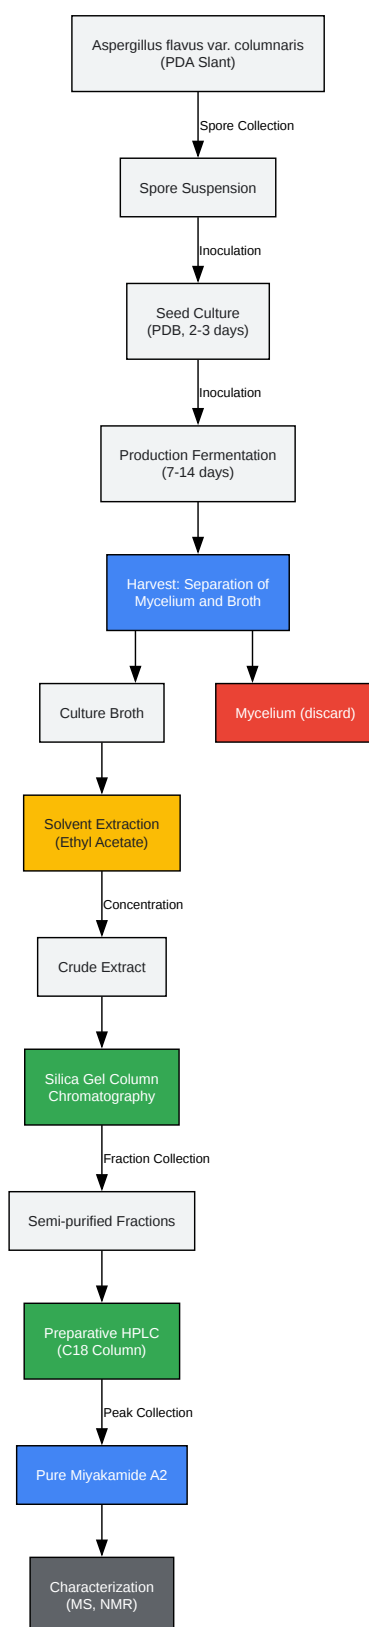 Aspergillus flavus var. columnaris
(PDA Slant)
Spore Collection
Spore Suspension
Inoculation
Seed Culture
(PDB, 2-3 days)
Inoculation
Production Fermentation
(7-14 days)
Harvest: Separation of
Mycelium and Broth
Culture Broth
Mycelium (discard)
Solvent Extraction
(Ethyl Acetate)
Concentration
Crude Extract
Silica Gel Column
Chromatography
Fraction Collection
Semi-purified Fractions
Preparative HPLC
(C18 Column)
Peak Collection
Pure Miyakamide A2
Characterization
(MS, NMR)